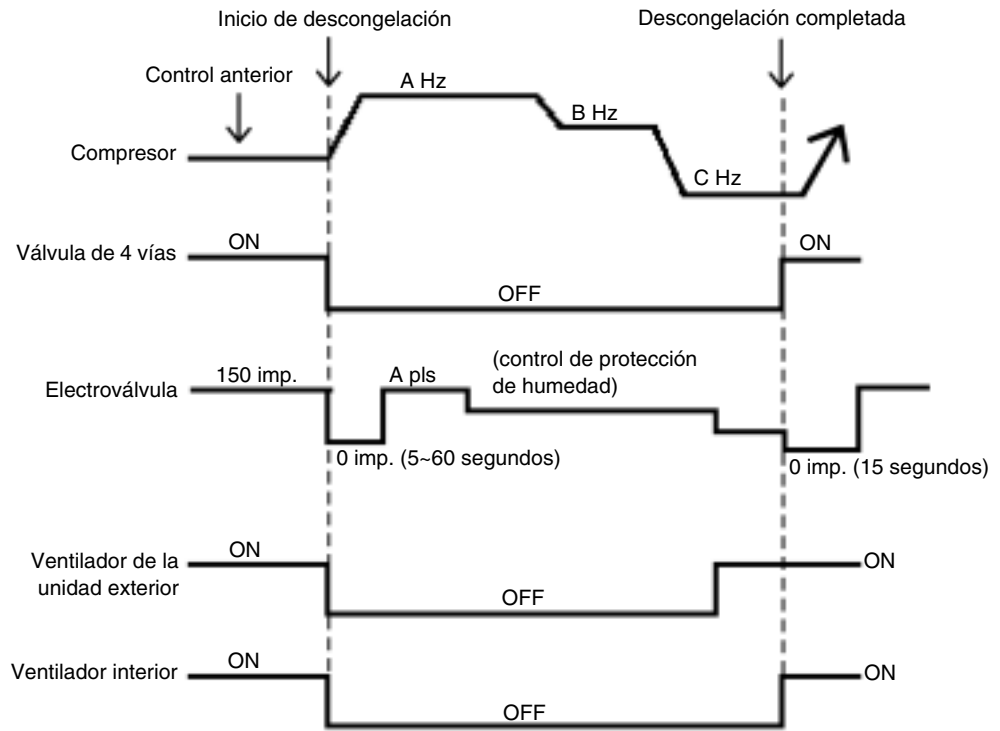 Inicio de descongelación
Descongelación completada
Control anterior
A Hz
B Hz
Compresor
C Hz
ON
ON
Válvula de 4 vías
OFF
(control de protección
de humedad)
150 imp.
A pls
Electroválvula
0 imp. (5~60 segundos)
0 imp. (15 segundos)
ON
Ventilador de la
unidad exterior
ON
OFF
ON
Ventilador interior
ON
OFF